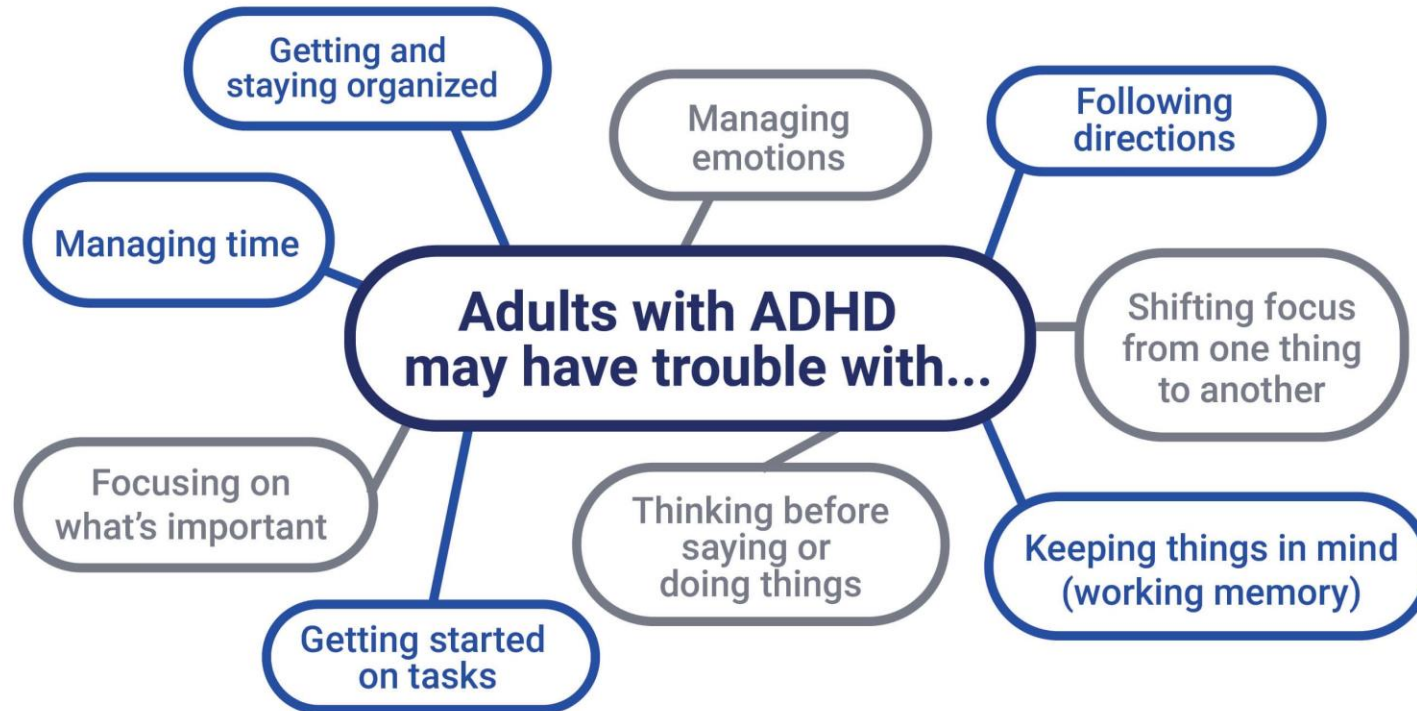 Getting and
staying organized
Managing
emotions
Following
directions
Managing time
Adults with ADHD
may have trouble with...
Shifting focus
from one thing
to another
Focusing on
what's important
Thinking before
saying or
doing things
Keeping things in mind
(working memory)
Getting started
on tasks